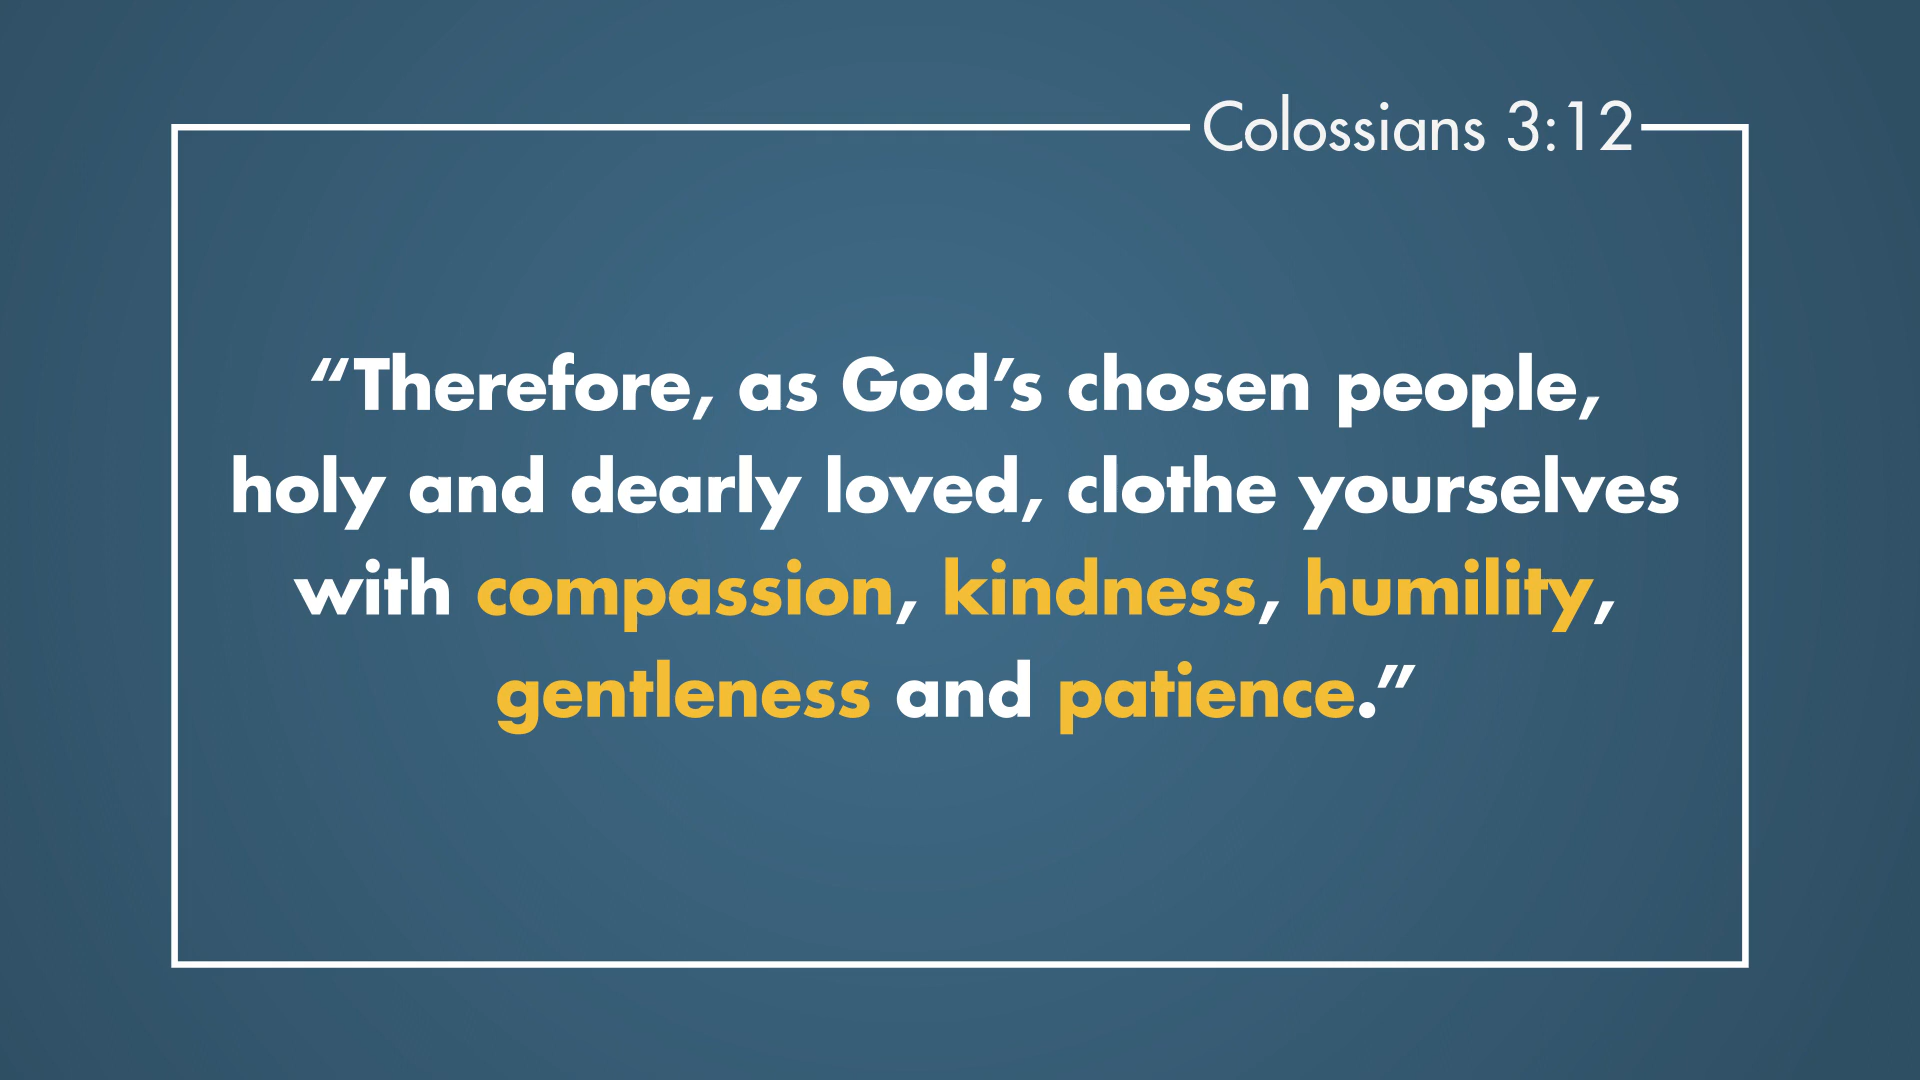 Colossians 3:12
“Therefore, as God’s chosen people,
holy and dearly loved, clothe yourselves
with compassion, kindness, humility,
gentleness and patience.”